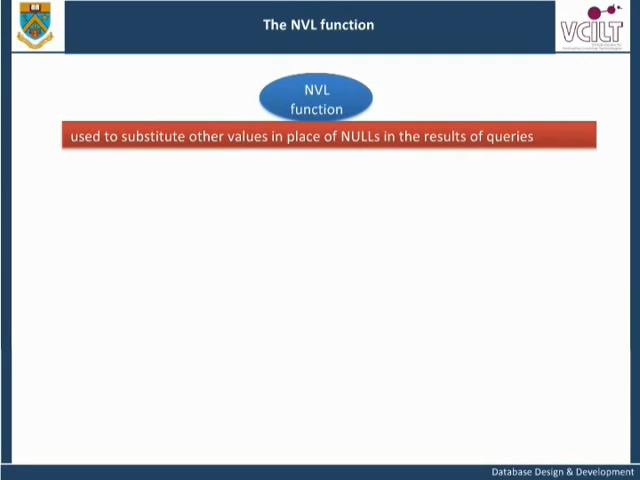 The NVL function
VCILT
NVL
function
used to substitute other values in place of NULLs in the results of queries
Database Design & Development